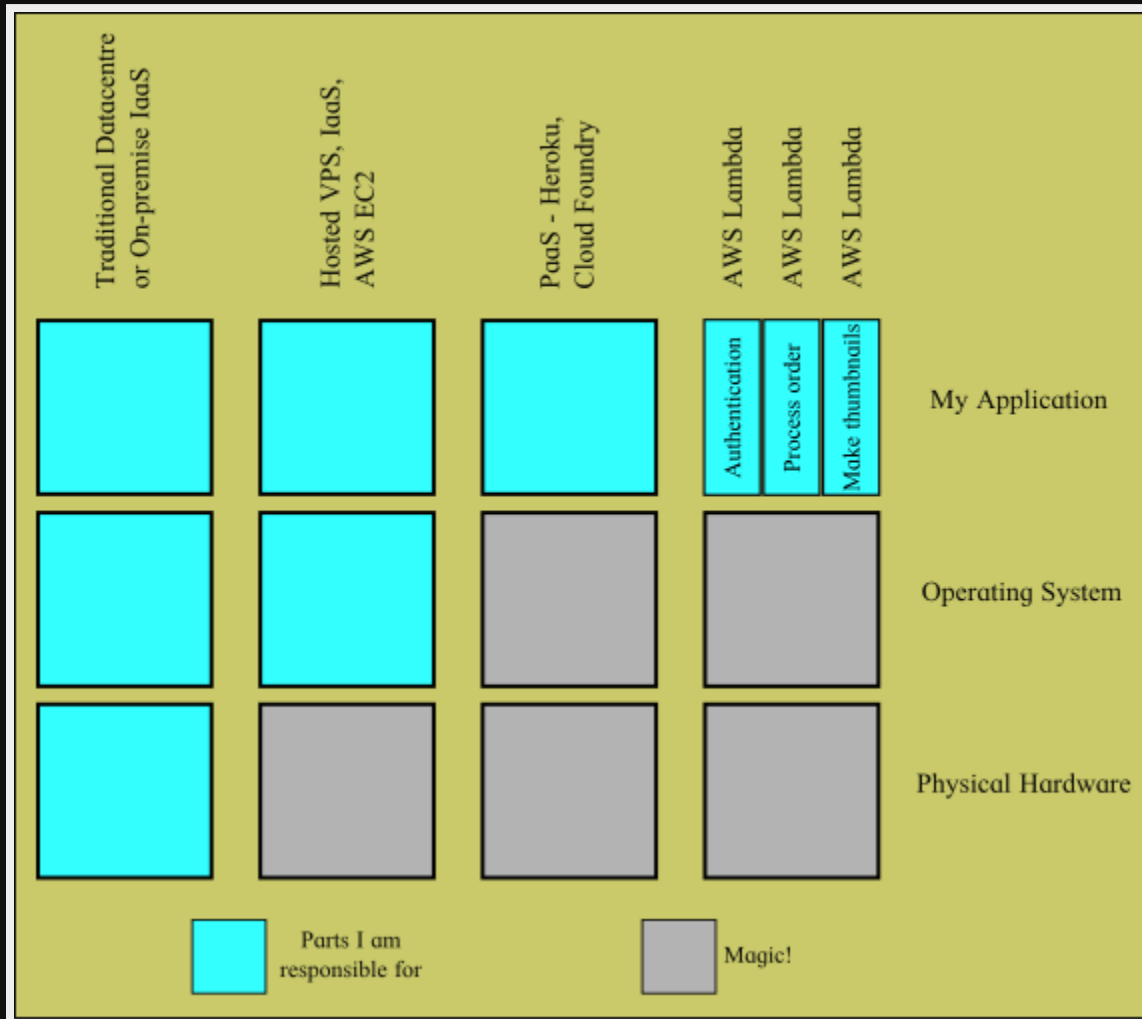 Traditional Datacentre
or On-premise IaaS
Hosted VPS, IaaS,
AWS EC2
PaaS - Heroku,
Cloud Foundry
AWS Lambda
AWS Lambda
AWS Lambda
Authentication
Process order
Make thumbnails
My Application
Operating System
Physical Hardware
Parts I am
responsible for
Magic!